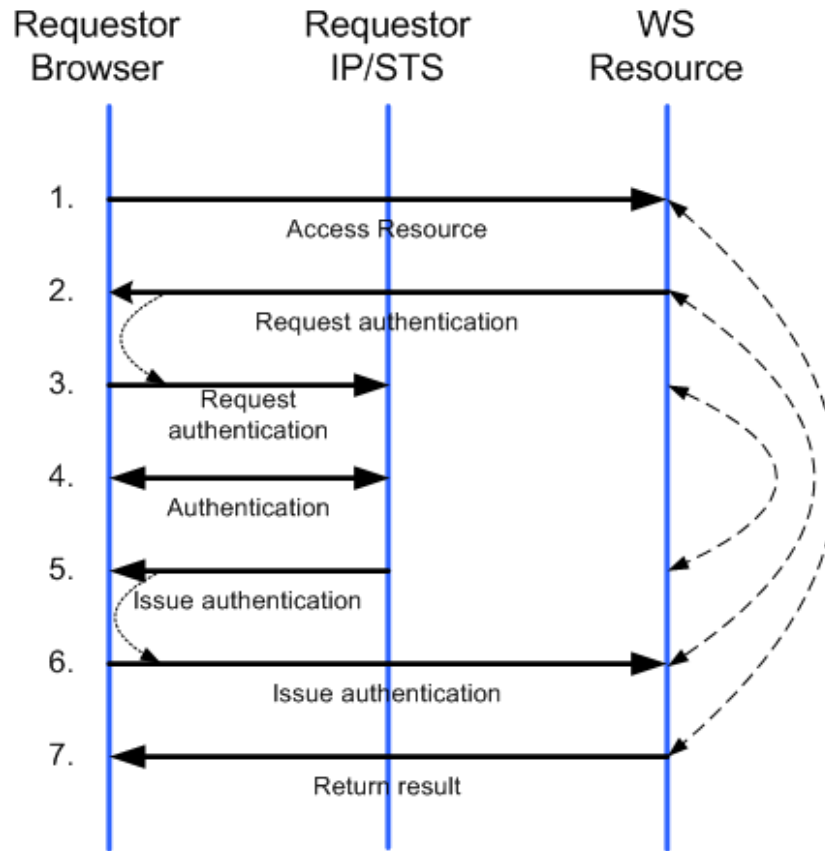 Requestor Browser
Requestor IP/STS
WS Resource
1.
Access Resource
2.
Request authentication
3.
Request
authentication
4.
Authentication
5.
Issue authentication
6.
Issue authentication
7.
Return result